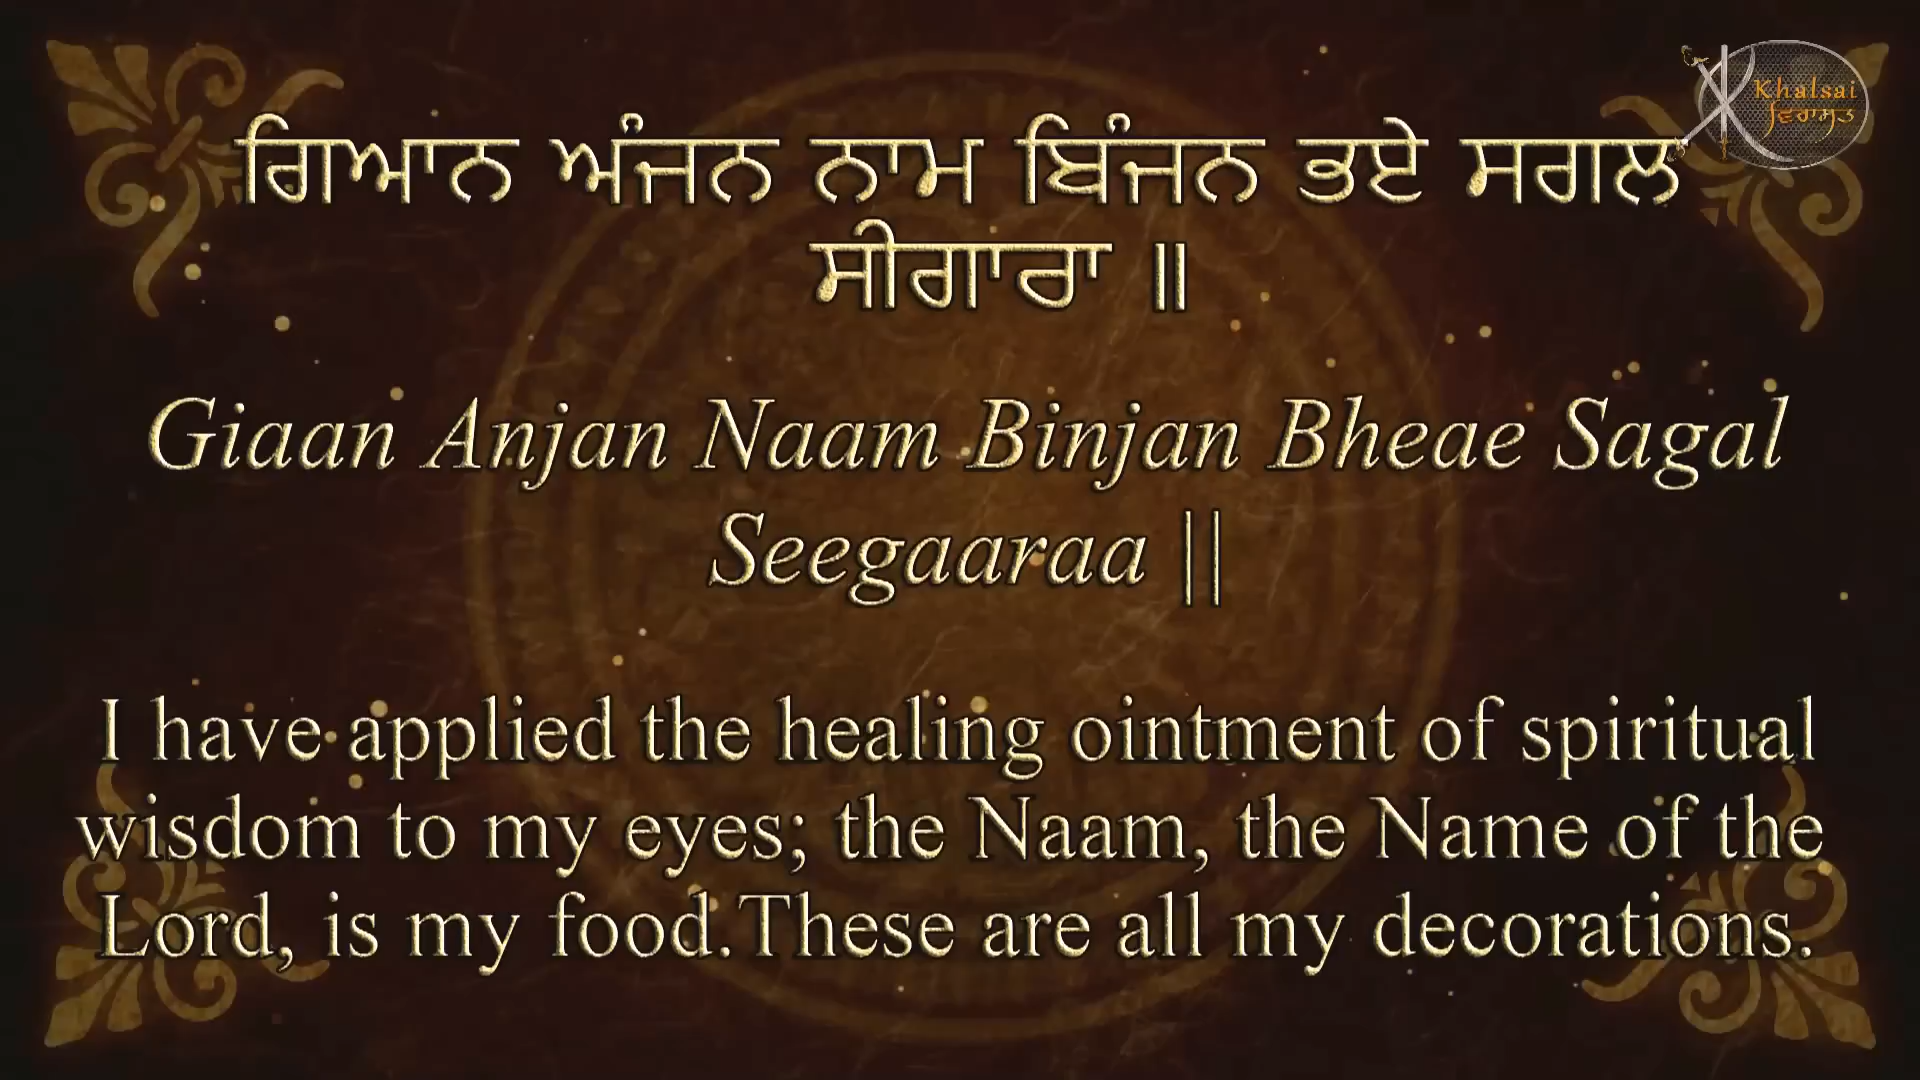 Khalsai
ਵਿਰਾਸਤ
ਗਿਆਨ ਅੰਜਨ ਨਾਮ ਬਿੰਜਨ ਭਏ ਸਗਲ
ਸੀਗਾਰਾ ॥
Giaan Anjan Naam Binjan Bheae Sagal
Seegaaraa ||
I have applied the healing ointment of spiritual
wisdom to my eyes; the Naam, the Name of the
Lord, is my food.These are all my decorations.